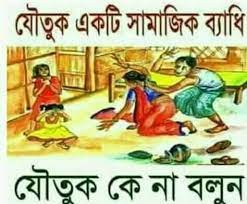 যৌতুক একটি সামাজিক ব্যাধি
যৌতুক কে না বলুন